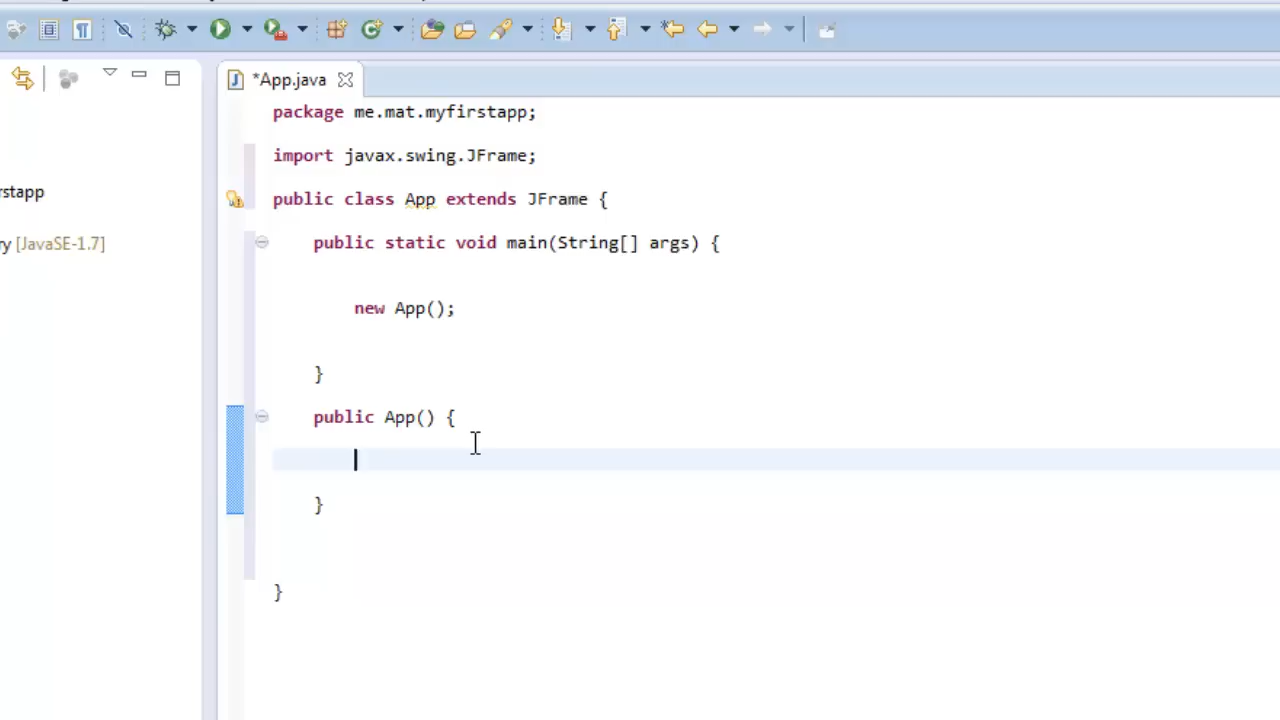 *App.java
package me.mat.myfirstapp;
import javax.swing.JFrame;
rstapp
public class App extends JFrame {
ry [JavaSE-1.7]
public static void main(String[] args) {
new App();
}
public App() {
}
}